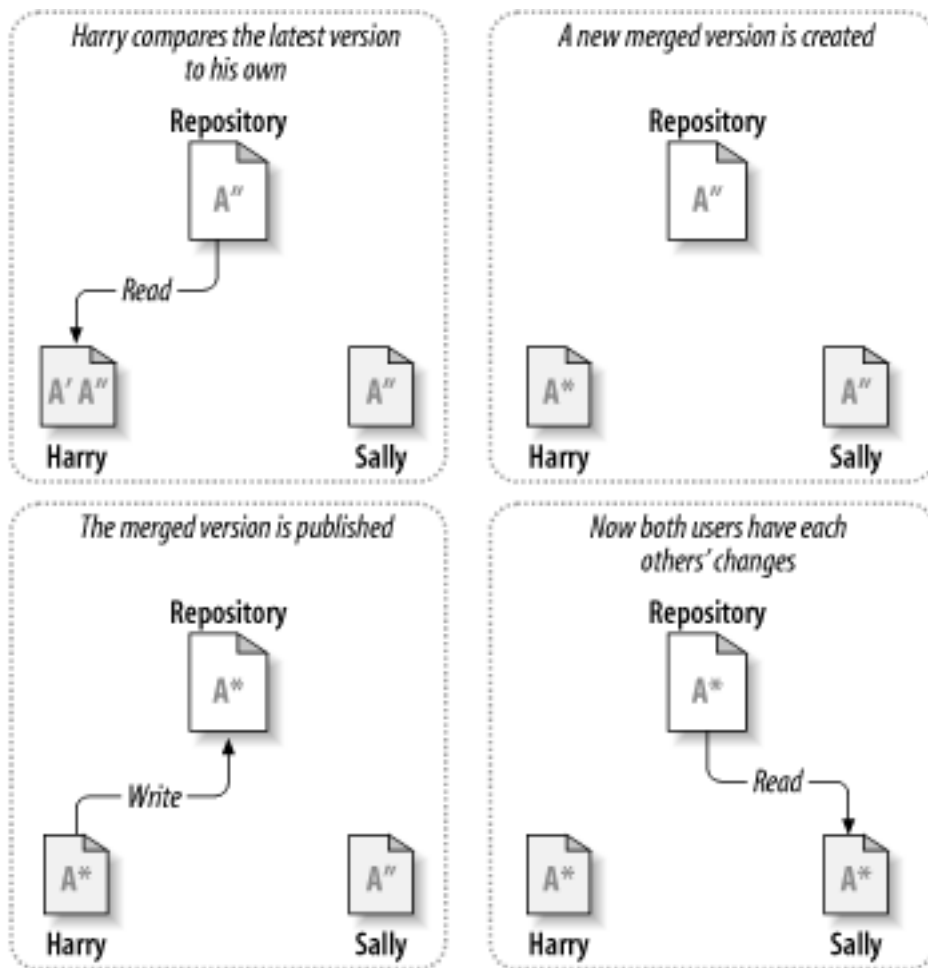 Harry compares the latest version
to his own
Repository
A″
Read
A′ A″
A″
Harry
Sally
A new merged version is created
Repository
A″
A*
A″
Harry
Sally
The merged version is published
Repository
A*
Write
A*
A″
Harry
Sally
Now both users have each
others’ changes
Repository
A*
Read
A*
A*
Harry
Sally